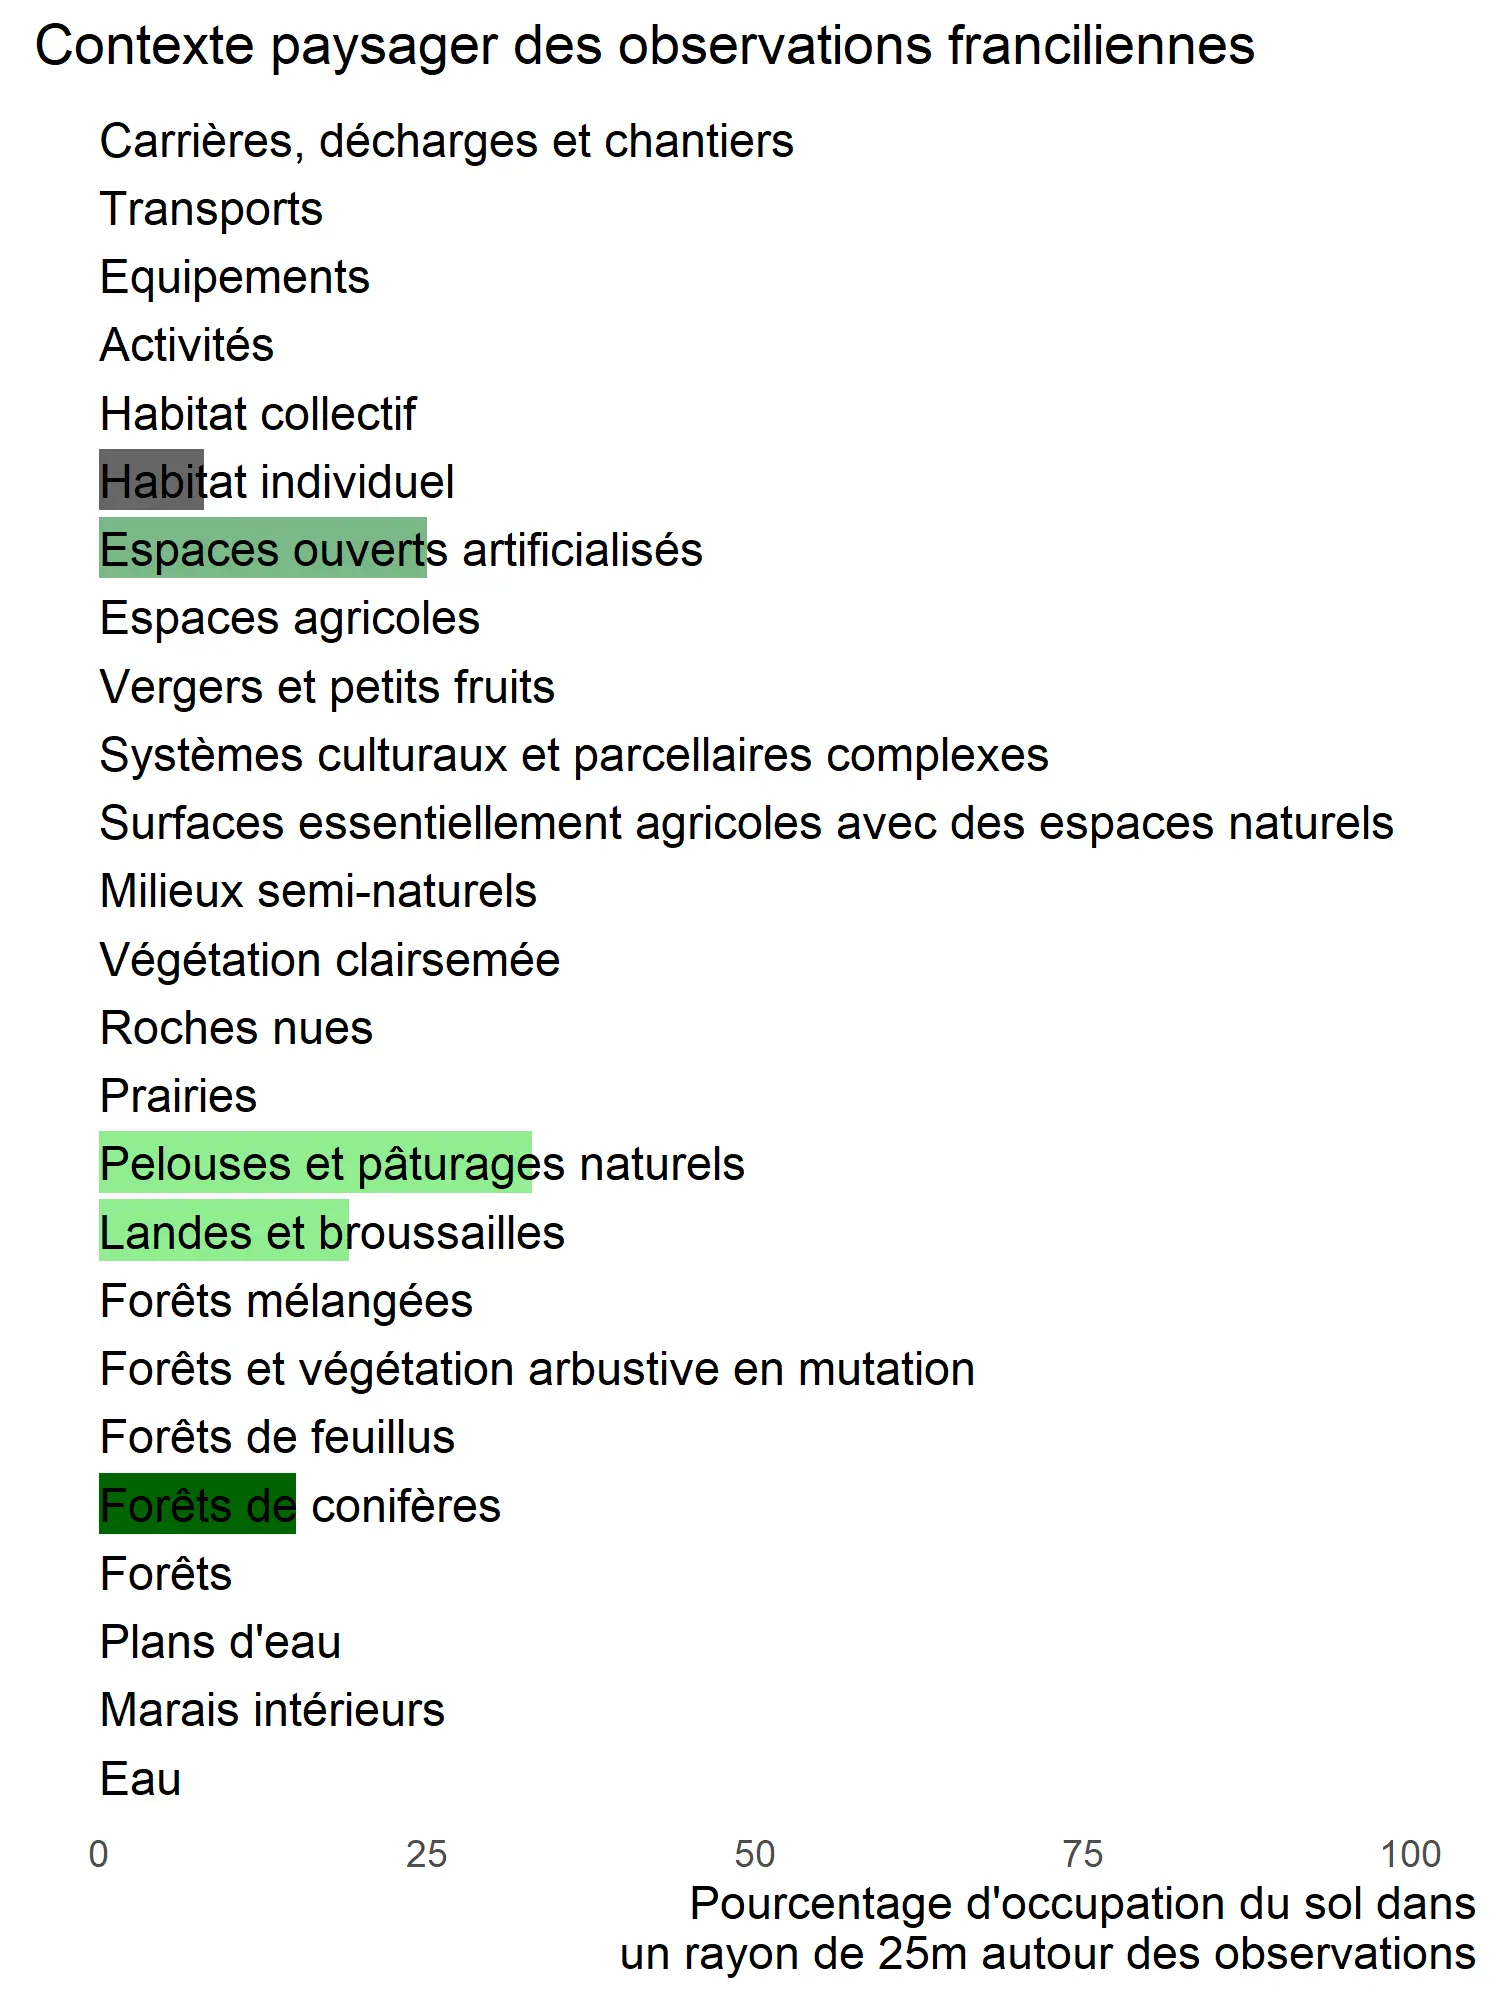 Contexte paysager des observations franciliennes
Carrières, décharges et chantiers
Transports
Equipements
Activités
Habitat collectif
Habitat individuel
Espaces ouverts artificialisés
Espaces agricoles
Vergers et petits fruits
Systèmes culturaux et parcellaires complexes
Surfaces essentiellement agricoles avec des espaces naturels
Milieux semi-naturels
Végétation clairsemée
Roches nues
Prairies
Pelouses et pâturages naturels
Landes et broussailles
Forêts mélangées
Forêts et végétation arbustive en mutation
Forêts de feuillus
Forêts de conifères
Forêts
Plans d'eau
Marais intérieurs
Eau
0 25 50 75 100
Pourcentage d'occupation du sol dans
un rayon de 25m autour des observations